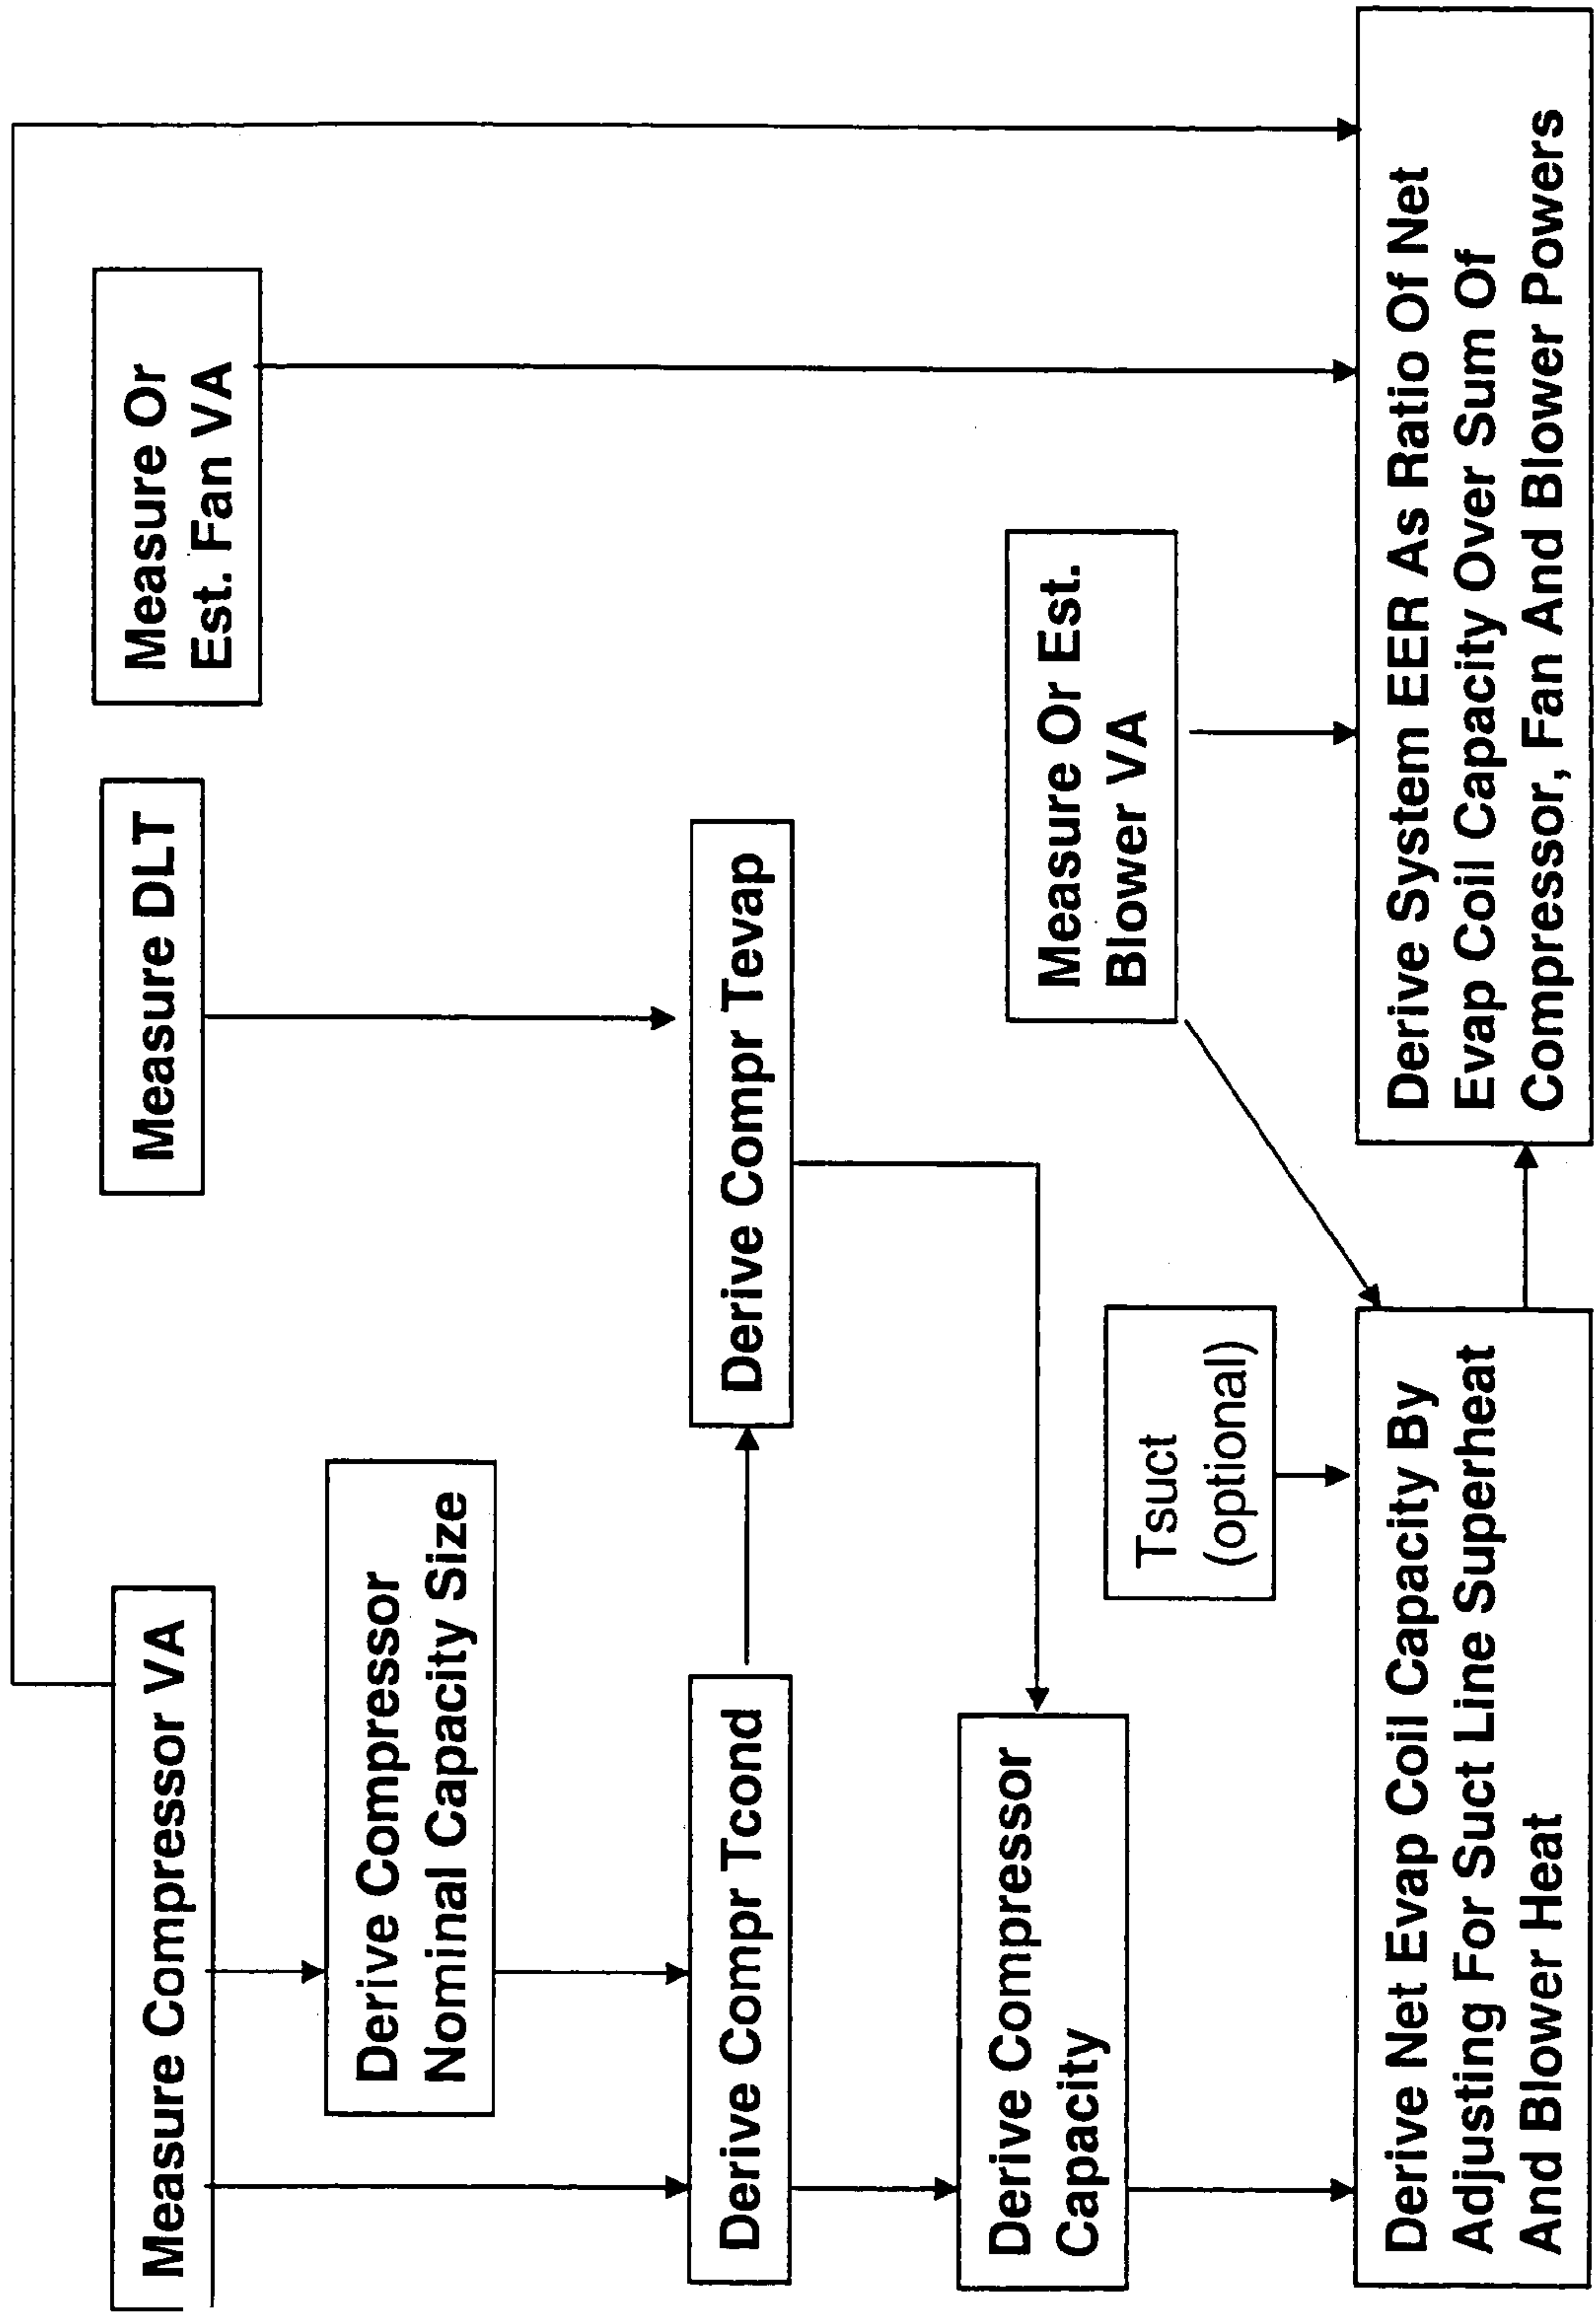 Measure Compressor VA
Measure DLT
Measure Or
Est. Fan VA
Derive Compressor
Nominal Capacity Size
Derive Compr Tcond
Derive Compr Tevap
Derive Compressor
Capacity
Measure Or Est.
Blower VA
Tsuct
(optional)
Derive Net Evap Coil Capacity By
Adjusting For Suct Line Superheat
And Blower Heat
Derive System EER As Ratio Of Net
Evap Coil Capacity Over Sum Of
Compressor, Fan And Blower Powers